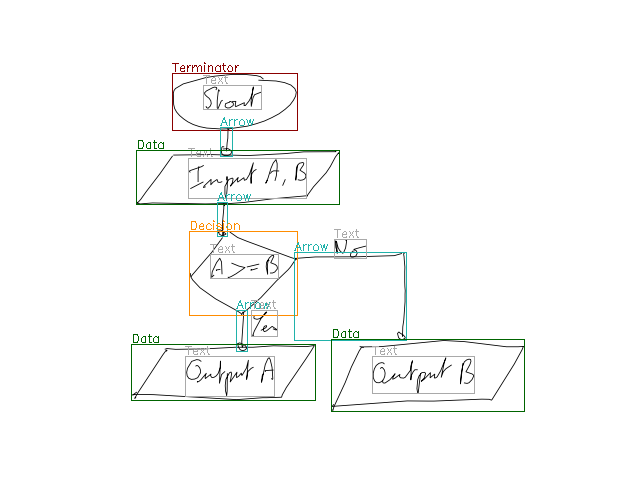 Terminator
Text
Start
Arrow
Data
Text
Input A, B
Arrow
Decision
Text
A >= B
Arrow
Text
No
Arrow
Text
Yes
Data
Text
Output A
Data
Text
Output B